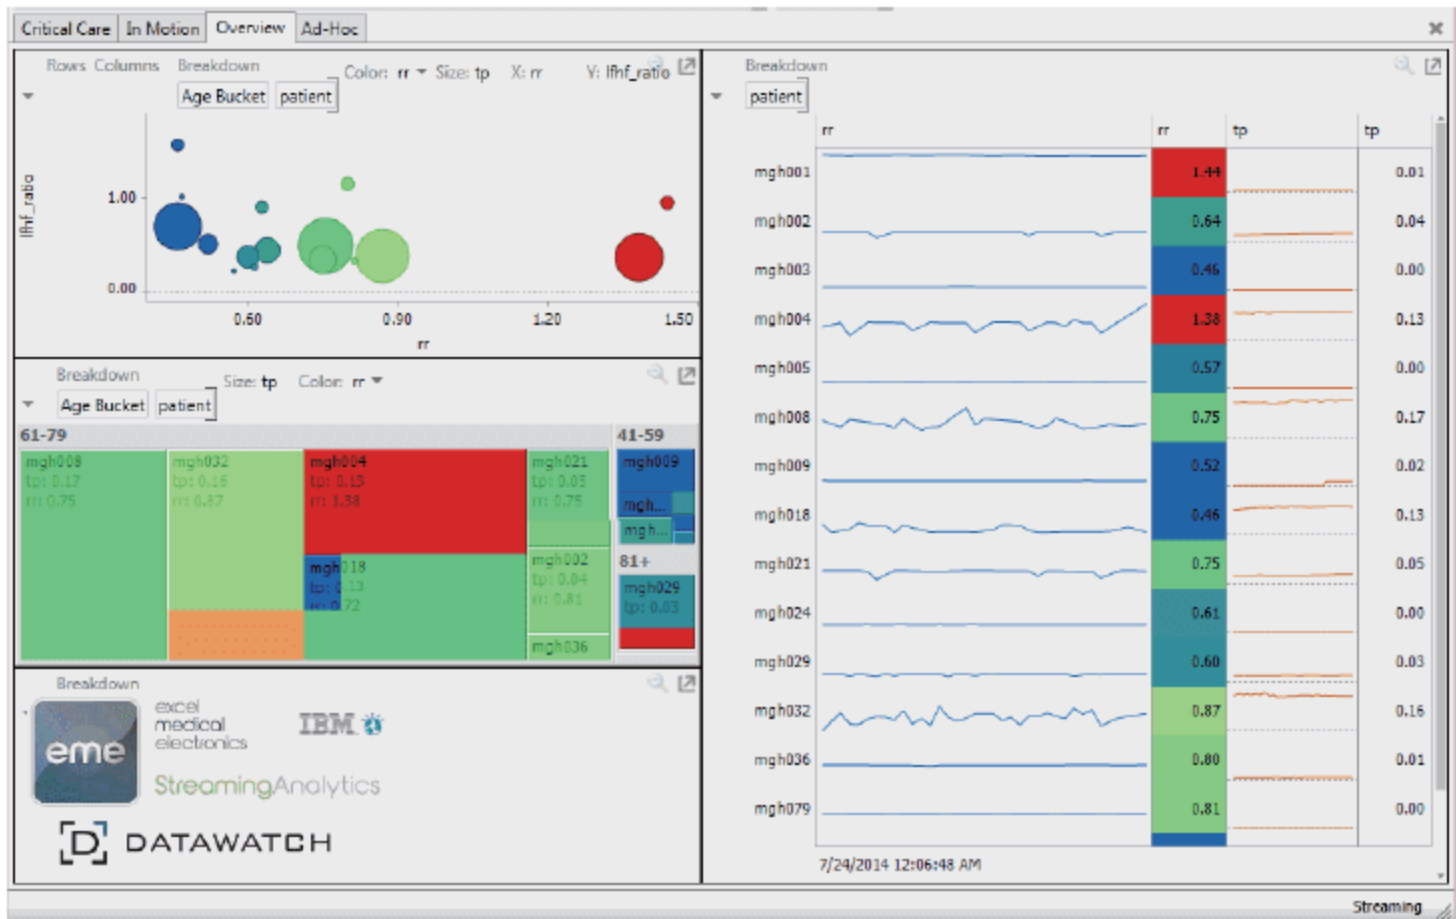 Critical Care In Motion Overview Ad-Hoc
Rows Columns Breakdown Color: rr Size: tp X: rr Y: lfhf_ratio
Age Bucket patient
lfhf_ratio
1.00
0.00
0.60 0.90 1.20 1.50
rr
Breakdown Size: tp Color: rr
Age Bucket patient
61-79 41-59
mgh008 mgh032 mgh004 mgh021 mgh009
tp: 0.17 tp: 0.16 tp: 0.13 tp: 0.05
rr: 0.75 rr: 0.87 rr: 1.38 rr: 0.75
mgh...
mgh...
mgh018 mgh002 81+
tp: 0.13 tp: 0.04 mgh029
0.72 rr: 0.81 tp: 0.03
mgh036
Breakdown
eme
excel
medical
electronics
IBM
StreamingAnalytics
[D] DATAWATCH
Breakdown
patient
rr rr tp tp
mgh001 1.44 0.01
mgh002 0.64 0.04
mgh003 0.46 0.00
mgh004 1.38 0.13
mgh005 0.57 0.00
mgh008 0.75 0.17
mgh009 0.52 0.02
mgh018 0.46 0.13
mgh021 0.75 0.05
mgh024 0.61 0.00
mgh029 0.60 0.03
mgh032 0.87 0.16
mgh036 0.80 0.01
mgh079 0.81 0.00
7/24/2014 12:06:48 AM
Streaming